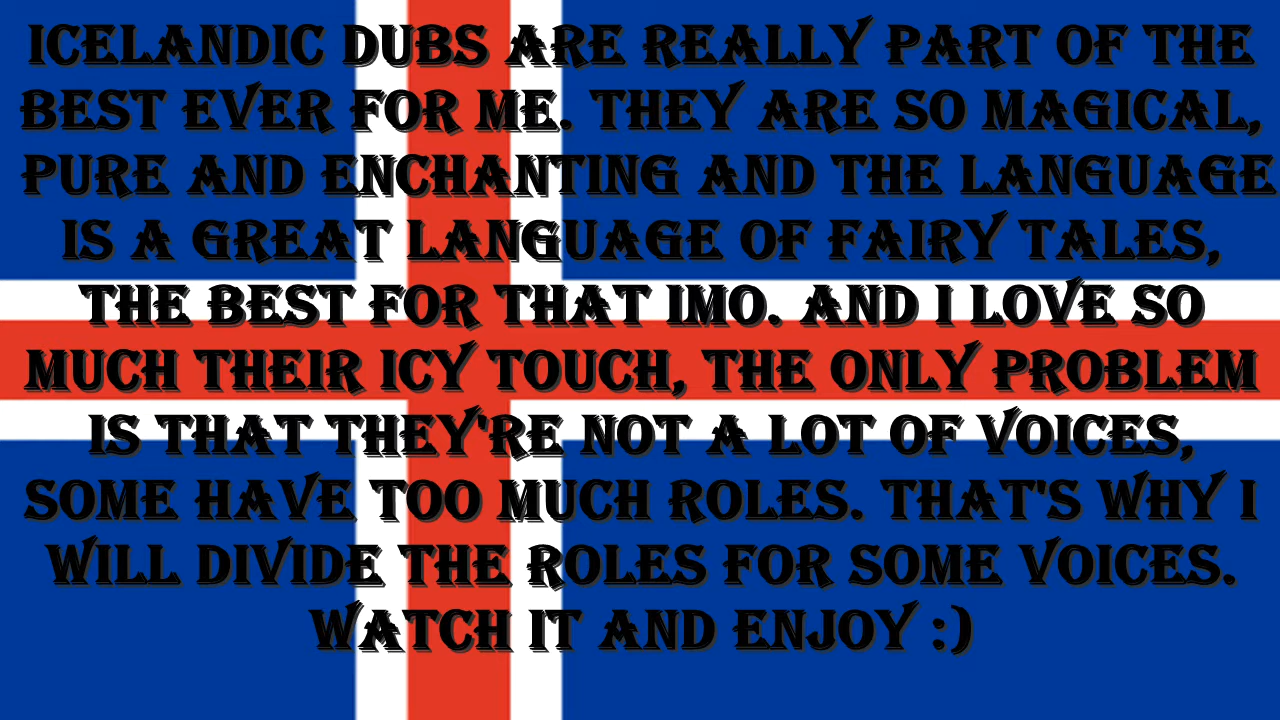 ICELANDIC DUBS ARE REALLY PART OF THE
BEST EVER FOR ME. THEY ARE SO MAGICAL,
PURE AND ENCHANTING AND THE LANGUAGE
IS A GREAT LANGUAGE OF FAIRY TALES,
THE BEST FOR THAT IMO. AND I LOVE SO
MUCH THEIR ICY TOUCH, THE ONLY PROBLEM
IS THAT THEY'RE NOT A LOT OF VOICES,
SOME HAVE TOO MUCH ROLES. THAT'S WHY I
WILL DIVIDE THE ROLES FOR SOME VOICES.
WATCH IT AND ENJOY :)